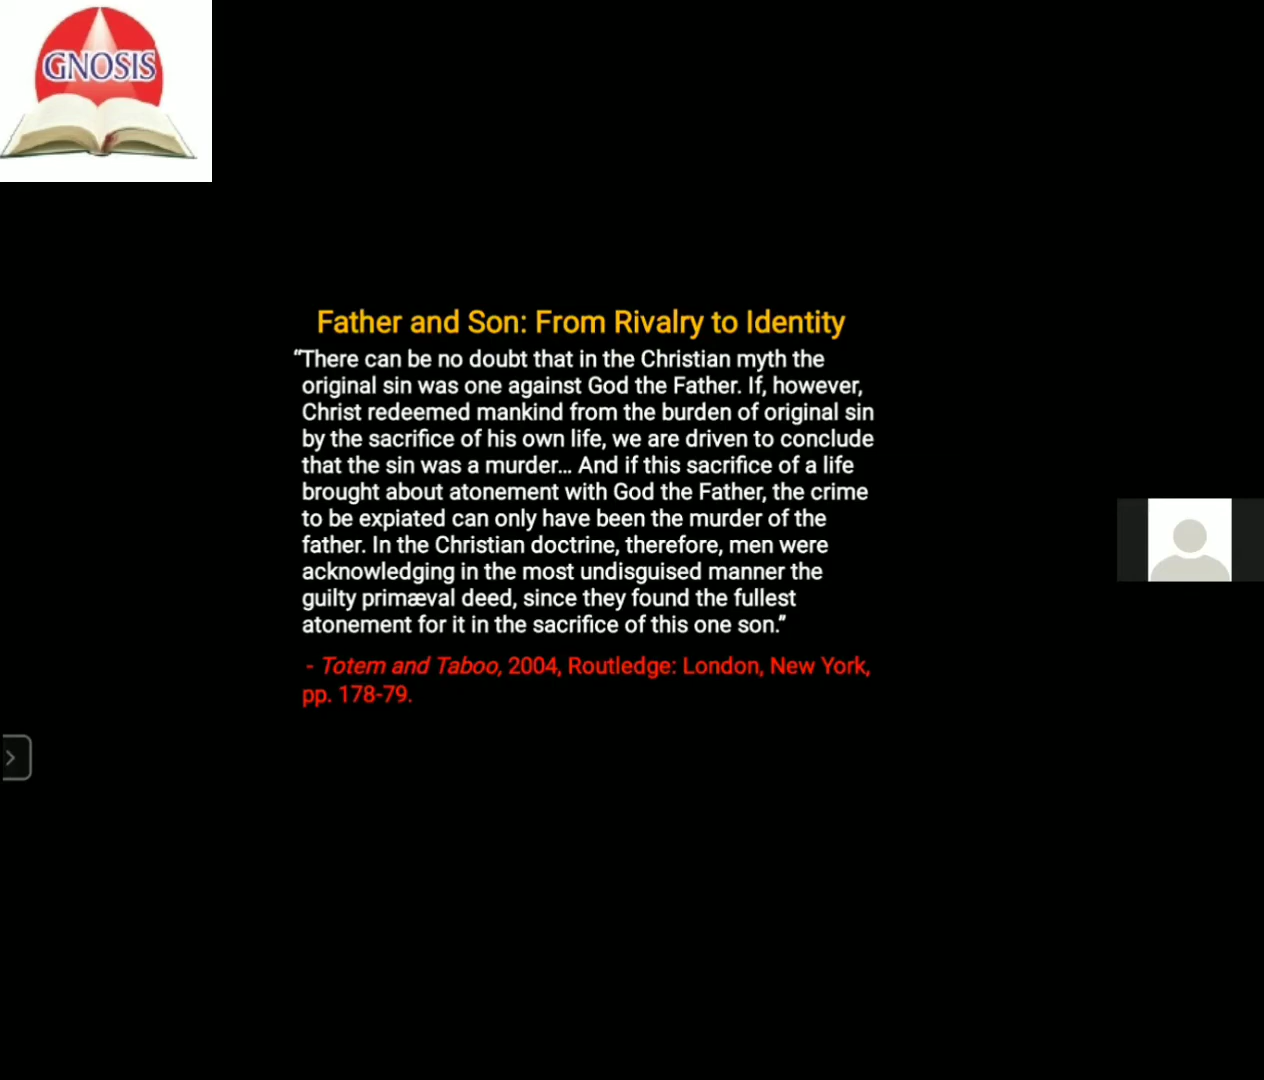 GNOSIS
Father and Son: From Rivalry to Identity
“There can be no doubt that in the Christian myth the
original sin was one against God the Father. If, however,
Christ redeemed mankind from the burden of original sin
by the sacrifice of his own life, we are driven to conclude
that the sin was a murder... And if this sacrifice of a life
brought about atonement with God the Father, the crime
to be expiated can only have been the murder of the
father. In the Christian doctrine, therefore, men were
acknowledging in the most undisguised manner the
guilty primæval deed, since they found the fullest
atonement for it in the sacrifice of this one son.”
- Totem and Taboo, 2004, Routledge: London, New York,
pp. 178-79.